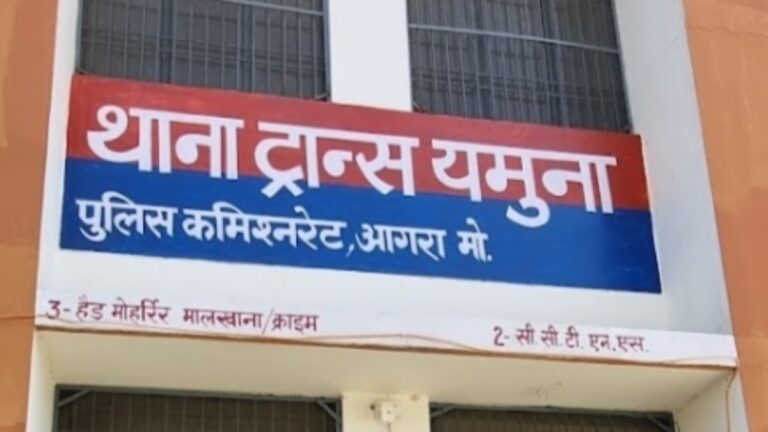 थाना ट्रान्स यमुना
पुलिस कमिश्नरेट, आगरा मो.
3- हैड मोहर्रिर मालखाना/क्राइम
2- सी. सी. टी. एन. एस.